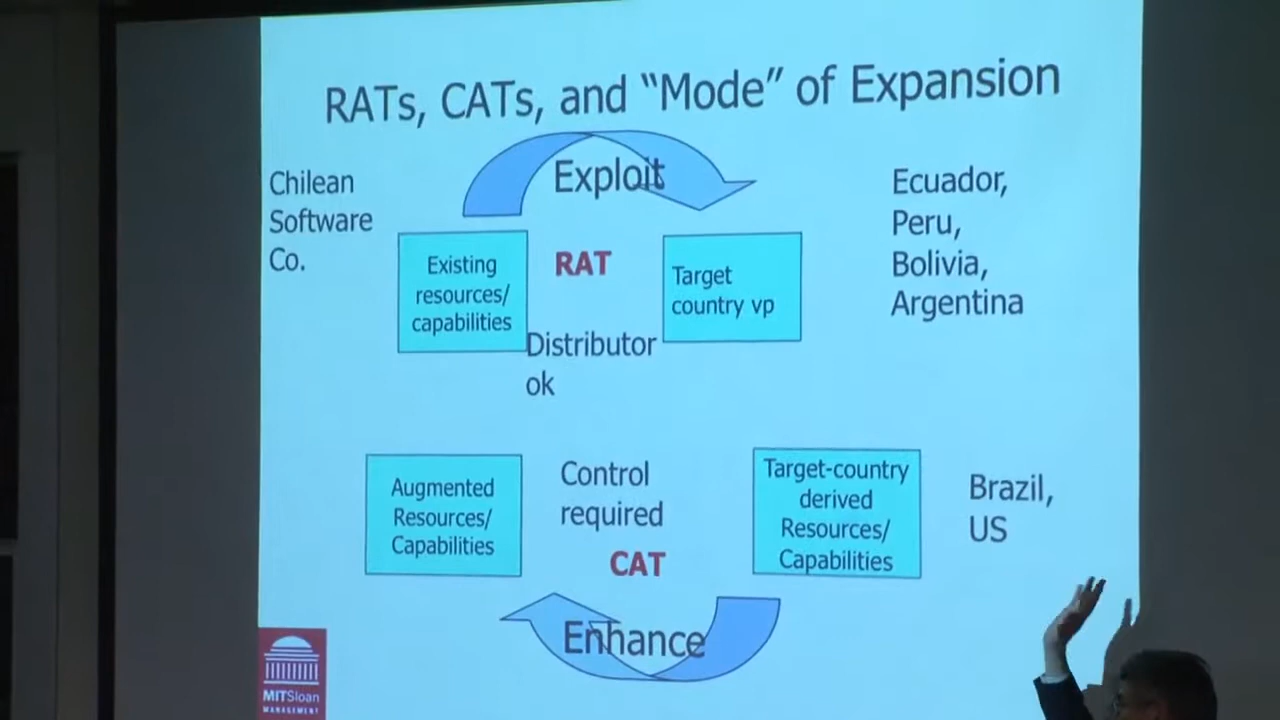 RATs, CATs, and “Mode” of Expansion
Exploit
Chilean
Software
Co.
Existing
resources/
capabilities
RAT
Distributor
ok
Target
country vp
Ecuador,
Peru,
Bolivia,
Argentina
Augmented
Resources/
Capabilities
Control
required
CAT
Target-country
derived
Resources/
Capabilities
Brazil,
US
Enhance
MITSloan
MANAGEMENT